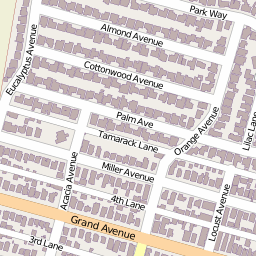 Park Way
Almond Avenue
Eucalyptus Avenue
Cottonwood Avenue
Palm Ave
Tamarack Lane
Orange Avenue
Lilac Lane
Miller Avenue
Acacia Avenue
4th Lane
Locust Avenue
Grand Avenue
3rd Lane